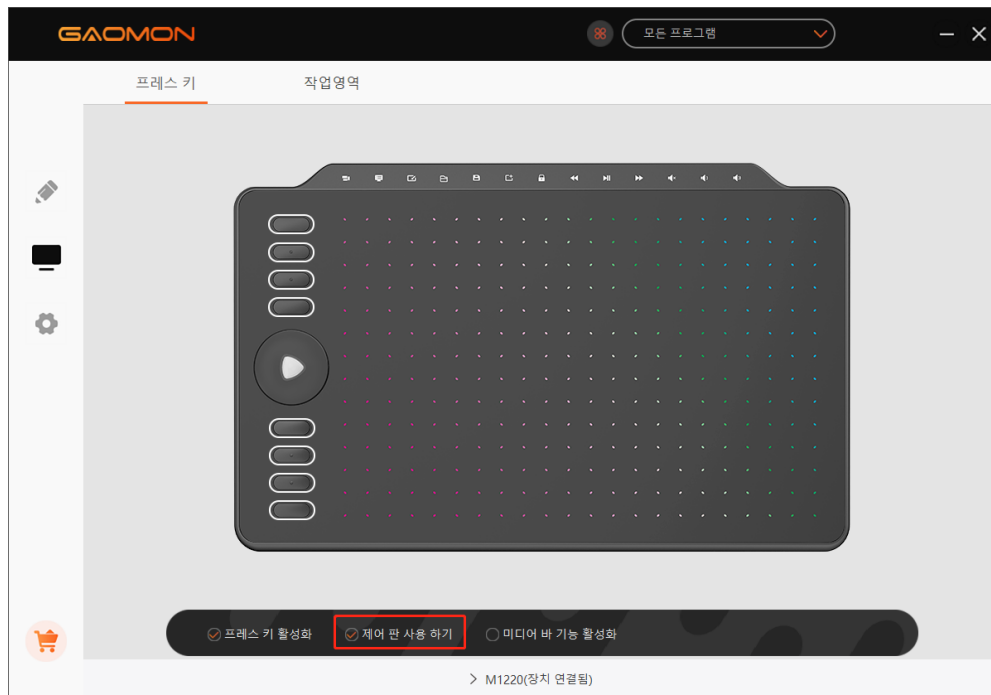 GAOMON
모든 프로그램
프레스 키
작업영역
프레스 키 활성화
제어 판 사용 하기
미디어 바 기능 활성화
M1220(장치 연결됨)